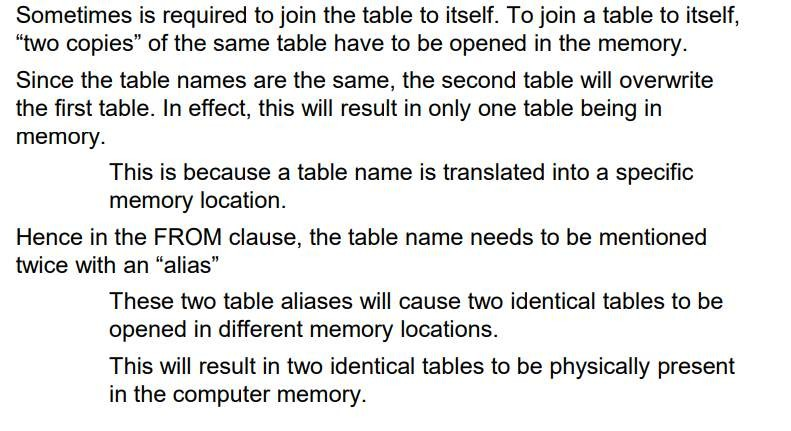 Sometimes is required to join the table to itself. To join a table to itself,
“two copies” of the same table have to be opened in the memory.
Since the table names are the same, the second table will overwrite
the first table. In effect, this will result in only one table being in
memory.
This is because a table name is translated into a specific
memory location.
Hence in the FROM clause, the table name needs to be mentioned
twice with an “alias”
These two table aliases will cause two identical tables to be
opened in different memory locations.
This will result in two identical tables to be physically present
in the computer memory.